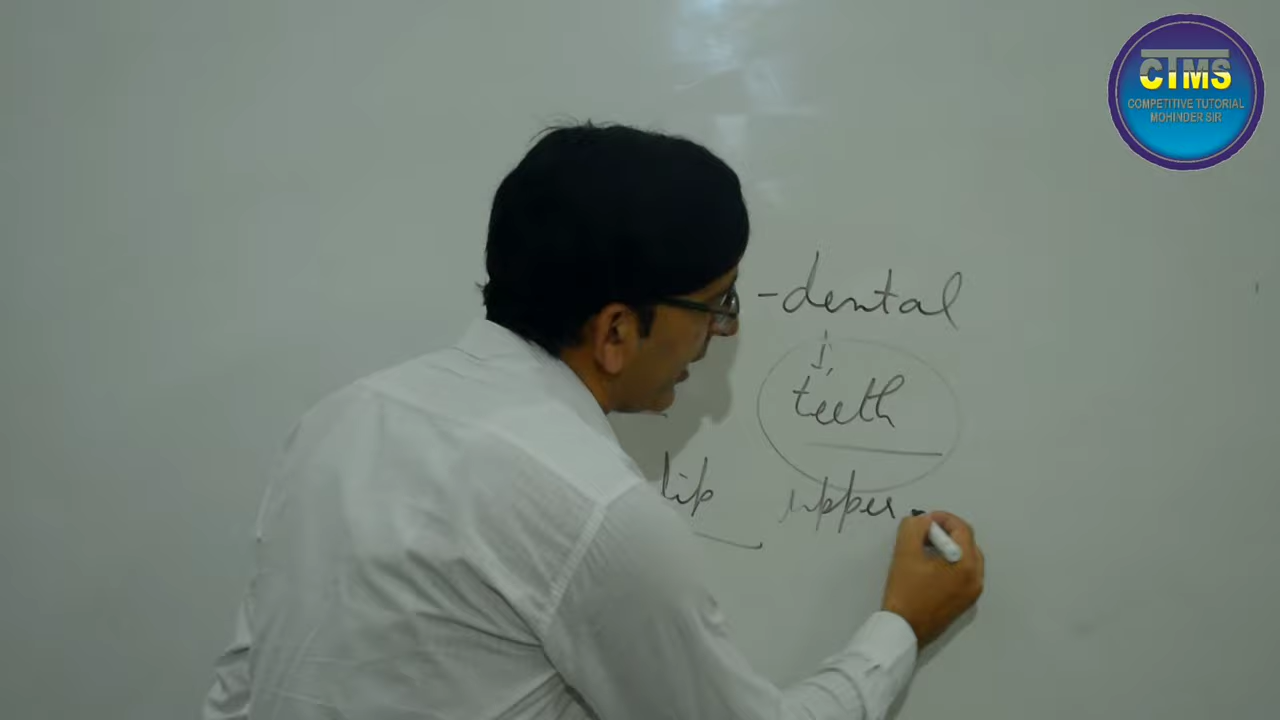 CTMS
COMPETITIVE TUTORIAL
MOHINDER SIR
-dental
teeth
lip upper